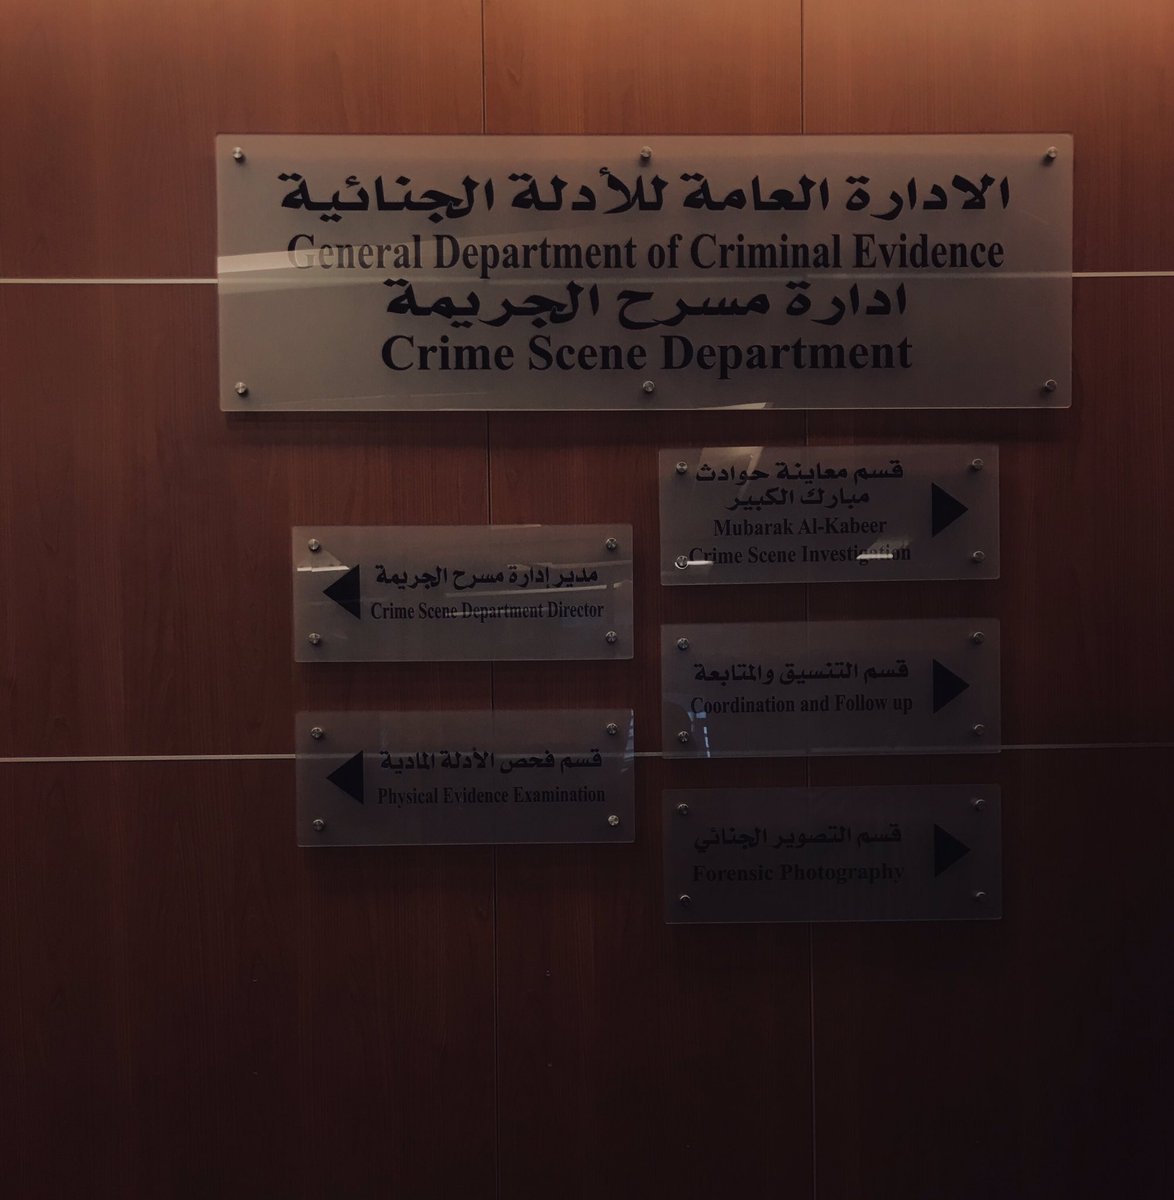 الادارة العامة للأدلة الجنائية
General Department of Criminal Evidence
ادارة مسرح الجريمة
Crime Scene Department
قسم معاينة حوادث
مبارك الكبير
Mubarak Al-Kabeer
Crime Scene Investigation
مدير إدارة مسرح الجريمة
Crime Scene Department Director
قسم التنسيق والمتابعة
Coordination and Follow up
قسم فحص الأدلة المادية
Physical Evidence Examination
قسم التصوير الجنائي
Forensic Photography